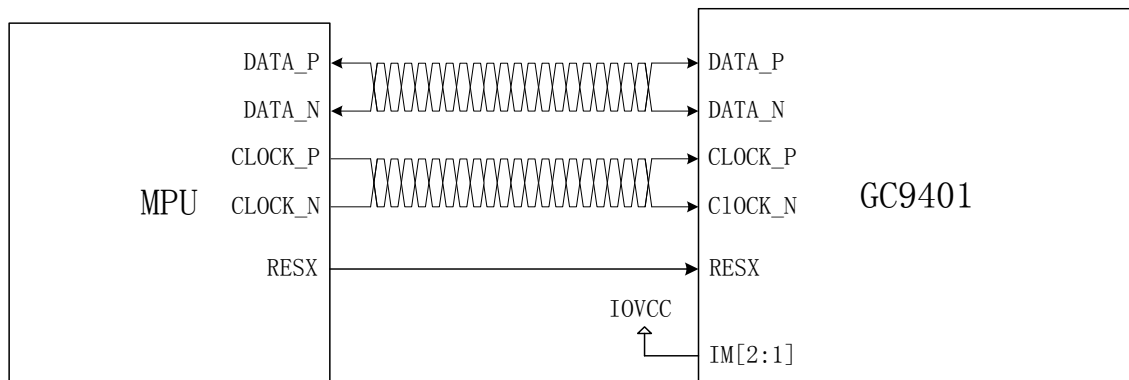 DATA_P DATA_P
DATA_N DATA_N
CLOCK_P CLOCK_P
MPU CLOCK_N ClOCK_N GC9401
RESX RESX
IOVCC
IM[2:1]